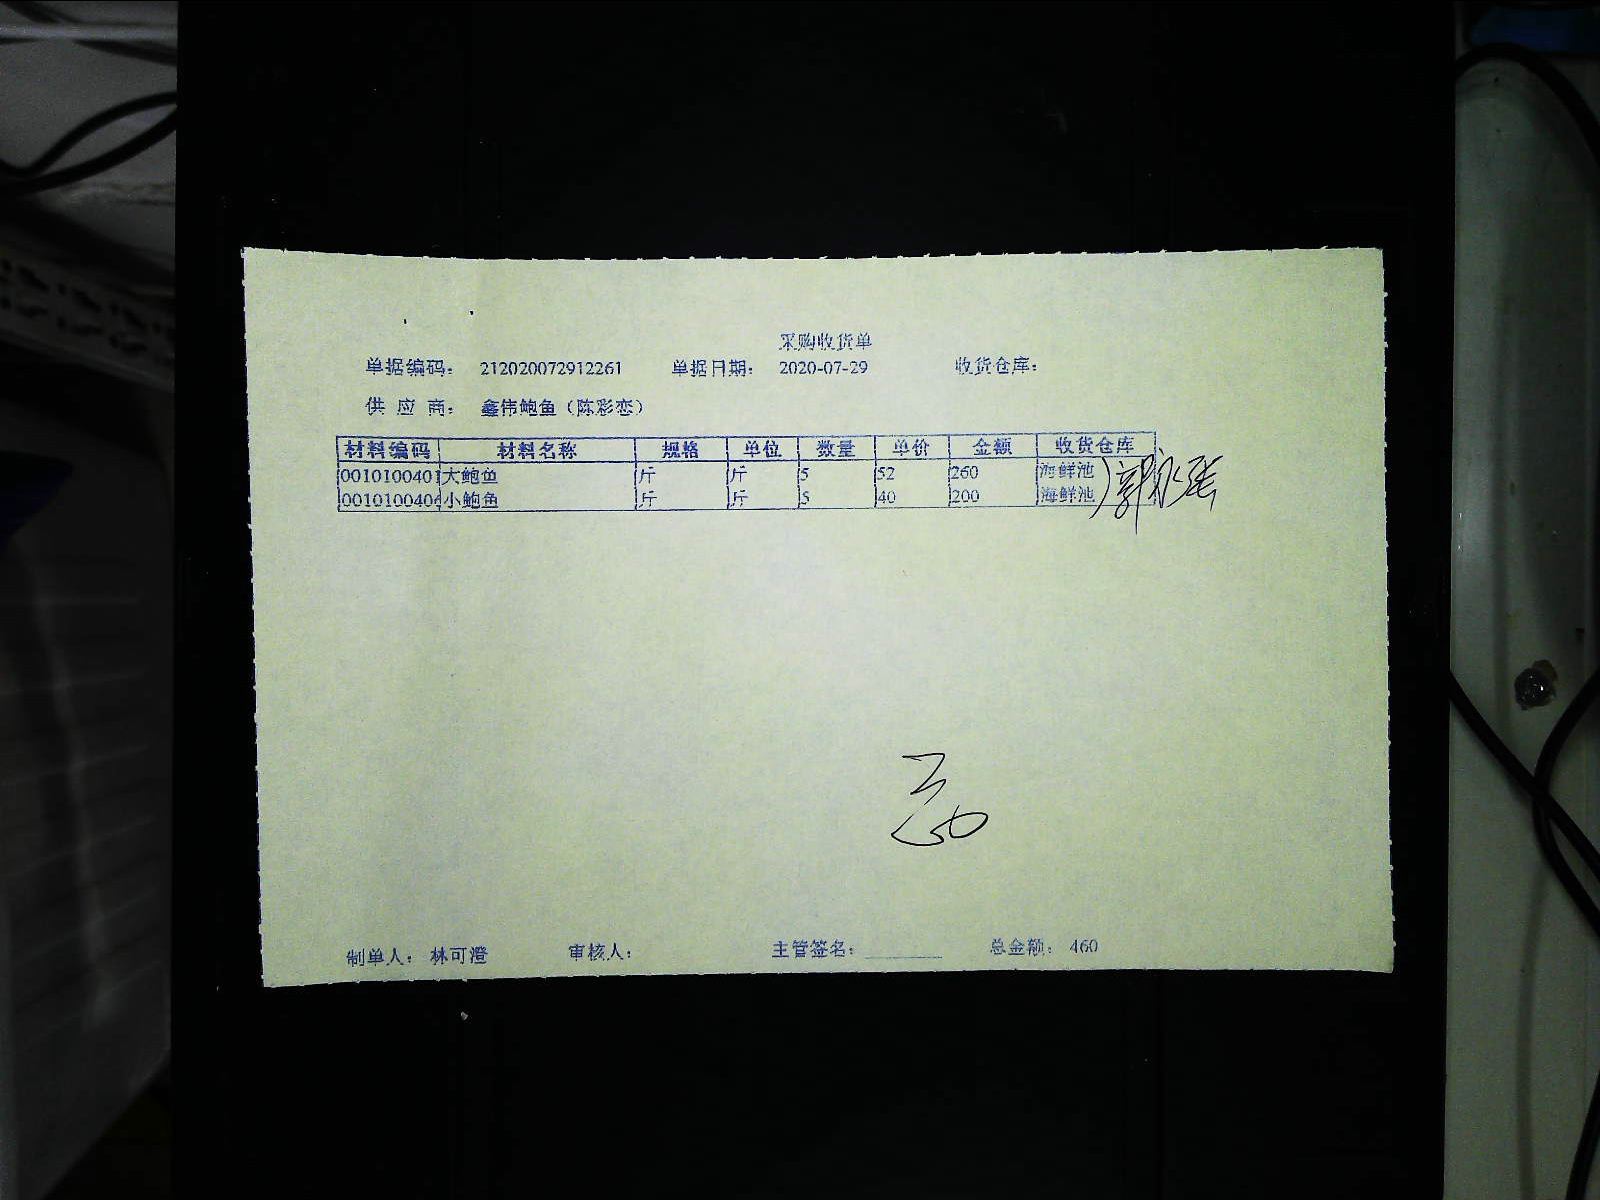 采购收货单
单据编码： 212020072912261 单据日期： 2020-07-29 收货仓库：
供 应 商： 鑫伟鲍鱼（陈彩恋）
材料编码 材料名称 规格 单位 数量 单价 金额 收货仓库
0010100401 大鲍鱼 斤 斤 5 52 260 海鲜池
001010040 小鲍鱼 斤 斤 5 40 200 海鲜池
制单人： 林可澄 审核人： 主管签名： 总金额： 460